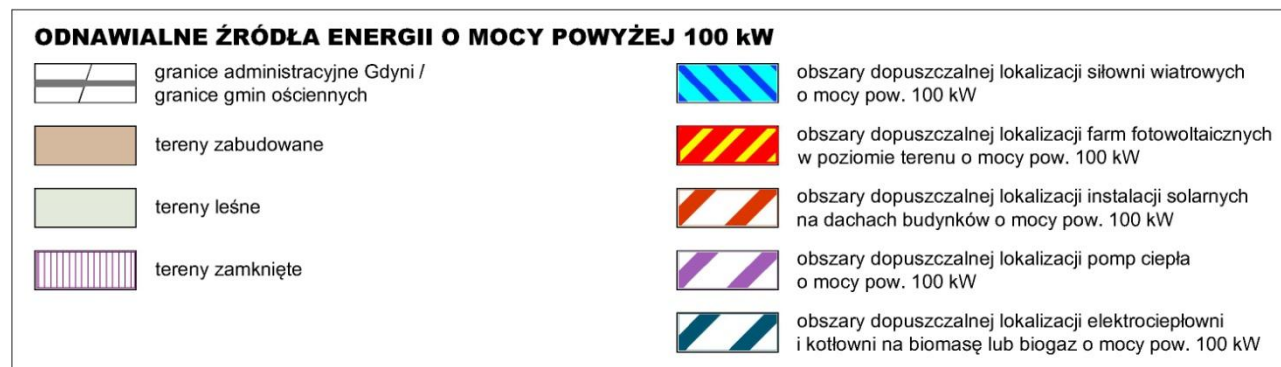 ODNAWIALNE ŹRÓDŁA ENERGII O MOCY POWYŻEJ 100 kW
granice administracyjne Gdyni /
granice gmin ościennych
tereny zabudowane
tereny leśne
tereny zamknięte
obszary dopuszczalnej lokalizacji siłowni wiatrowych
o mocy pow. 100 kW
obszary dopuszczalnej lokalizacji farm fotowoltaicznych
w poziomie terenu o mocy pow. 100 kW
obszary dopuszczalnej lokalizacji instalacji solarnych
na dachach budynków o mocy pow. 100 kW
obszary dopuszczalnej lokalizacji pomp ciepła
o mocy pow. 100 kW
obszary dopuszczalnej lokalizacji elektrociepłowni
i kotłowni na biomasę lub biogaz o mocy pow. 100 kW